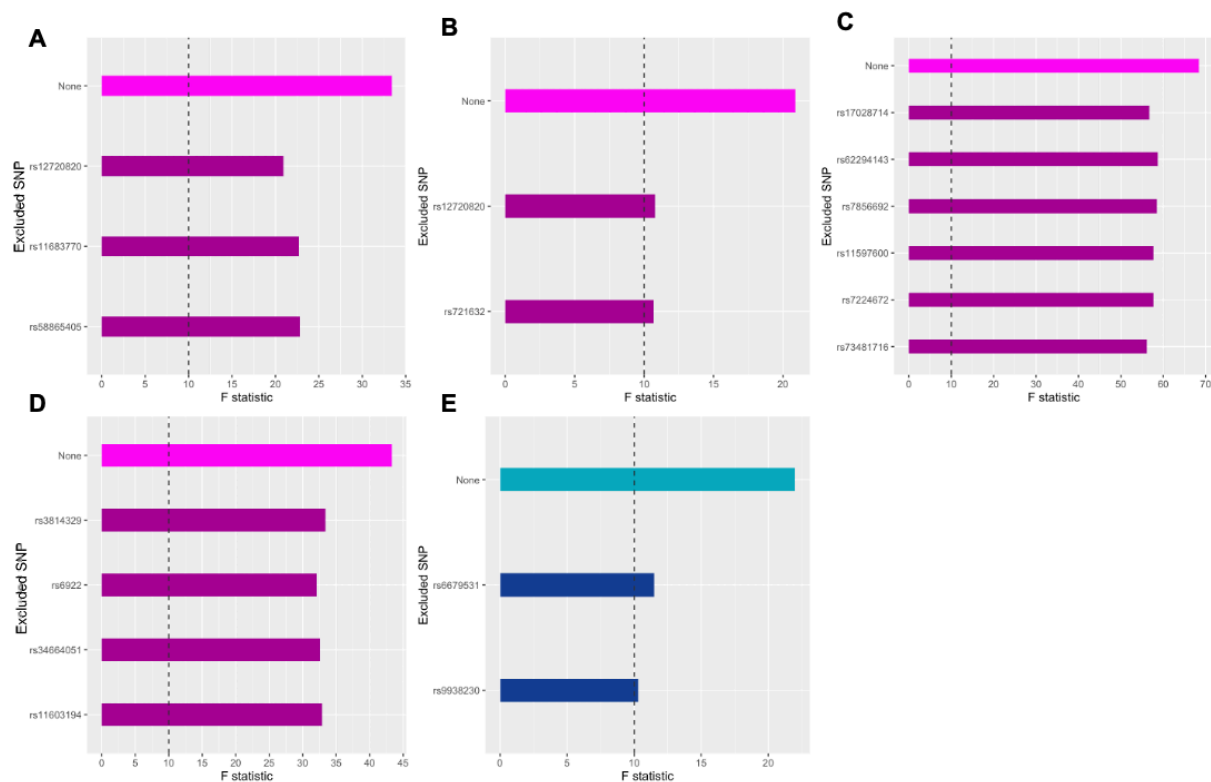 A
Excluded SNP
None
rs12720820
rs11683770
rs58865405
0 5 10 15 20 25 30 35
F statistic
B
Excluded SNP
None
rs12720820
rs721632
0 5 10 15 20
F statistic
C
Excluded SNP
None
rs17028714
rs62294143
rs7856692
rs11597600
rs7224672
rs73481716
0 10 20 30 40 50 60 70
F statistic
D
Excluded SNP
None
rs3814329
rs6922
rs34664051
rs11603194
0 5 10 15 20 25 30 35 40 45
F statistic
E
Excluded SNP
None
rs6679531
rs9938230
0 10 20
F statistic